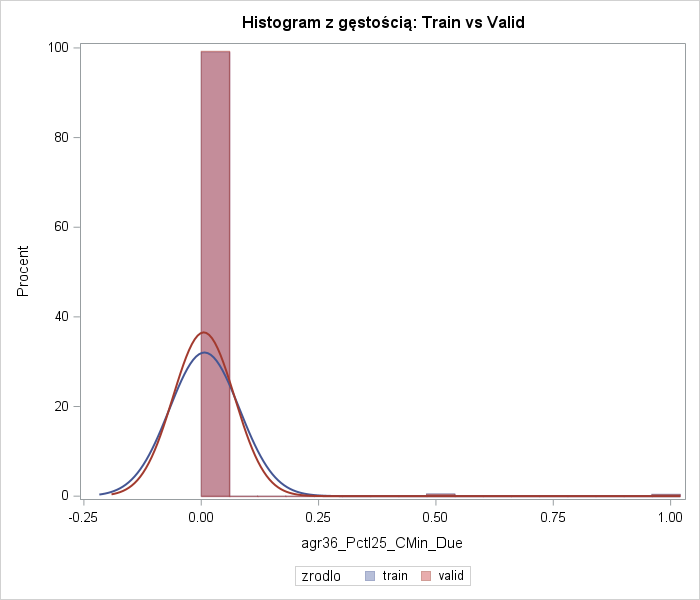 Histogram z gęstością: Train vs Valid
100
80
60
40
20
0
Procent
-0.25 0.00 0.25 0.50 0.75 1.00
agr36_Pctl25_CMin_Due
zrodlo train valid